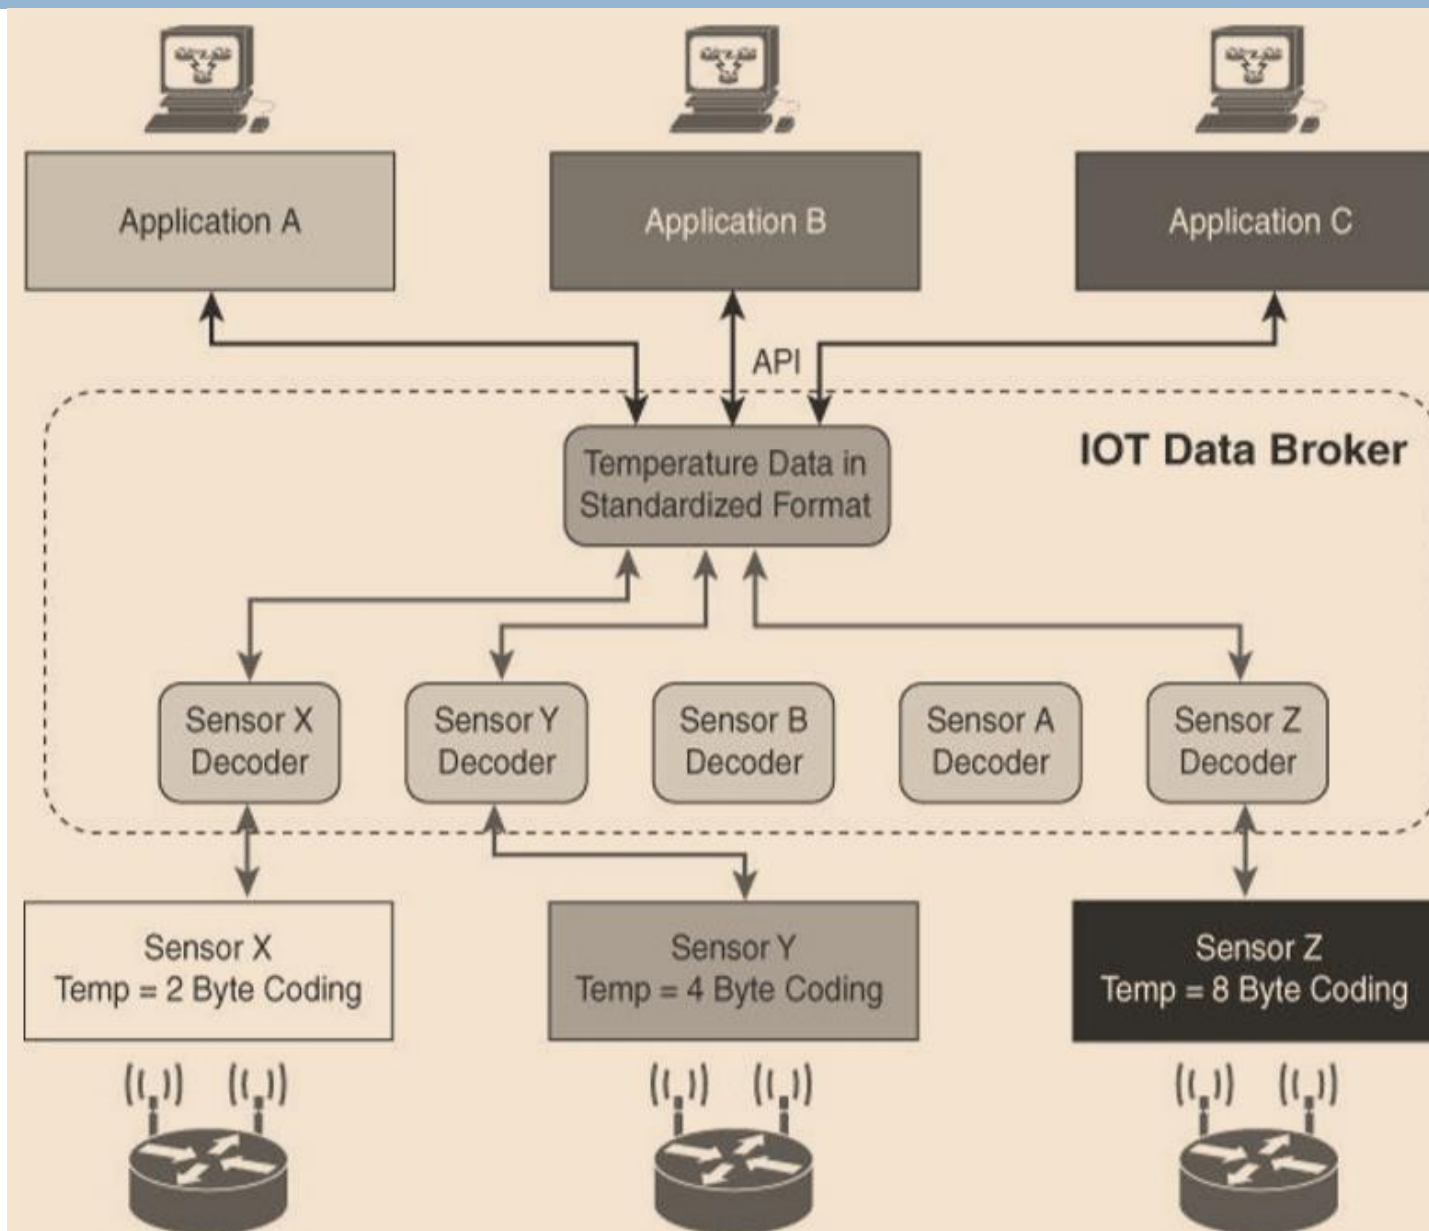 Application A
Application B
Application C
API
IOT Data Broker
Temperature Data in
Standardized Format
Sensor X
Decoder
Sensor Y
Decoder
Sensor B
Decoder
Sensor A
Decoder
Sensor Z
Decoder
Sensor X
Temp = 2 Byte Coding
Sensor Y
Temp = 4 Byte Coding
Sensor Z
Temp = 8 Byte Coding